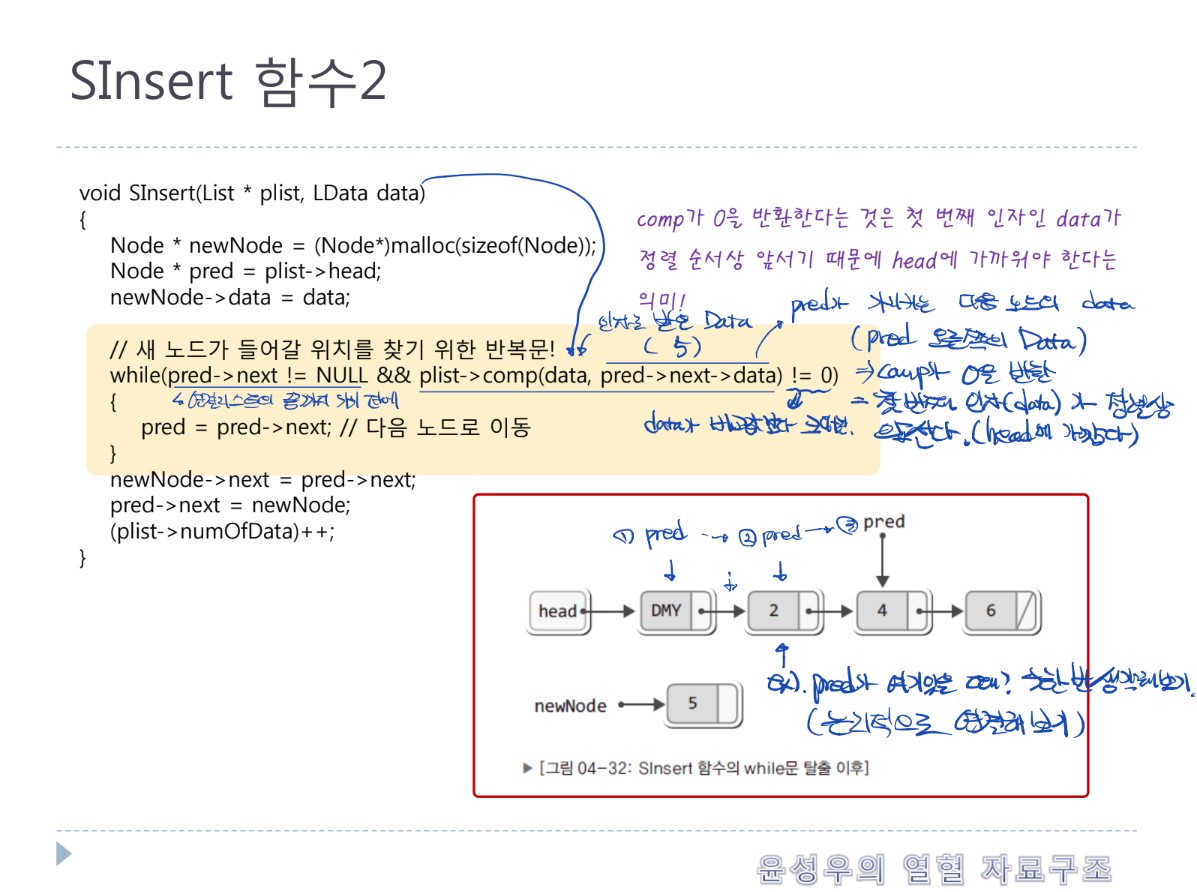 SInsert 함수2
void SInsert(List * plist, LData data)
{
Node * newNode = (Node*)malloc(sizeof(Node));
Node * pred = plist->head;
newNode->data = data;
// 새 노드가 들어갈 위치를 찾기 위한 반복문!
while(pred->next != NULL && plist->comp(data, pred->next->data) != 0)
{
pred = pred->next; // 다음 노드로 이동
}
newNode->next = pred->next;
pred->next = newNode;
(plist->numOfData)++;
}
comp가 0을 반환한다는 것은 첫 번째 인자인 data가
정렬 순서상 앞서기 때문에 head에 가까워야 한다는
의미!
인자로 받은 Data
( 5 )
pred가 가리키는 다음 노드의 data
(pred 오른쪽의 Data)
⇒ comp가 0을 반환
= 첫번째 인자(data)가 정렬상
(head에 가깝다)
연결리스트의 끝까지 가기 전에
data가
① pred --→ ② pred → ③ pred
head
DMY
2
4
6
ex). pred가 여기있을 때? 한번 생각해보기.
(논리적으로 연결해보기)
newNode
5
▶ [그림 04-32: SInsert 함수의 while문 탈출 이후]
윤성우의 열혈 자료구조